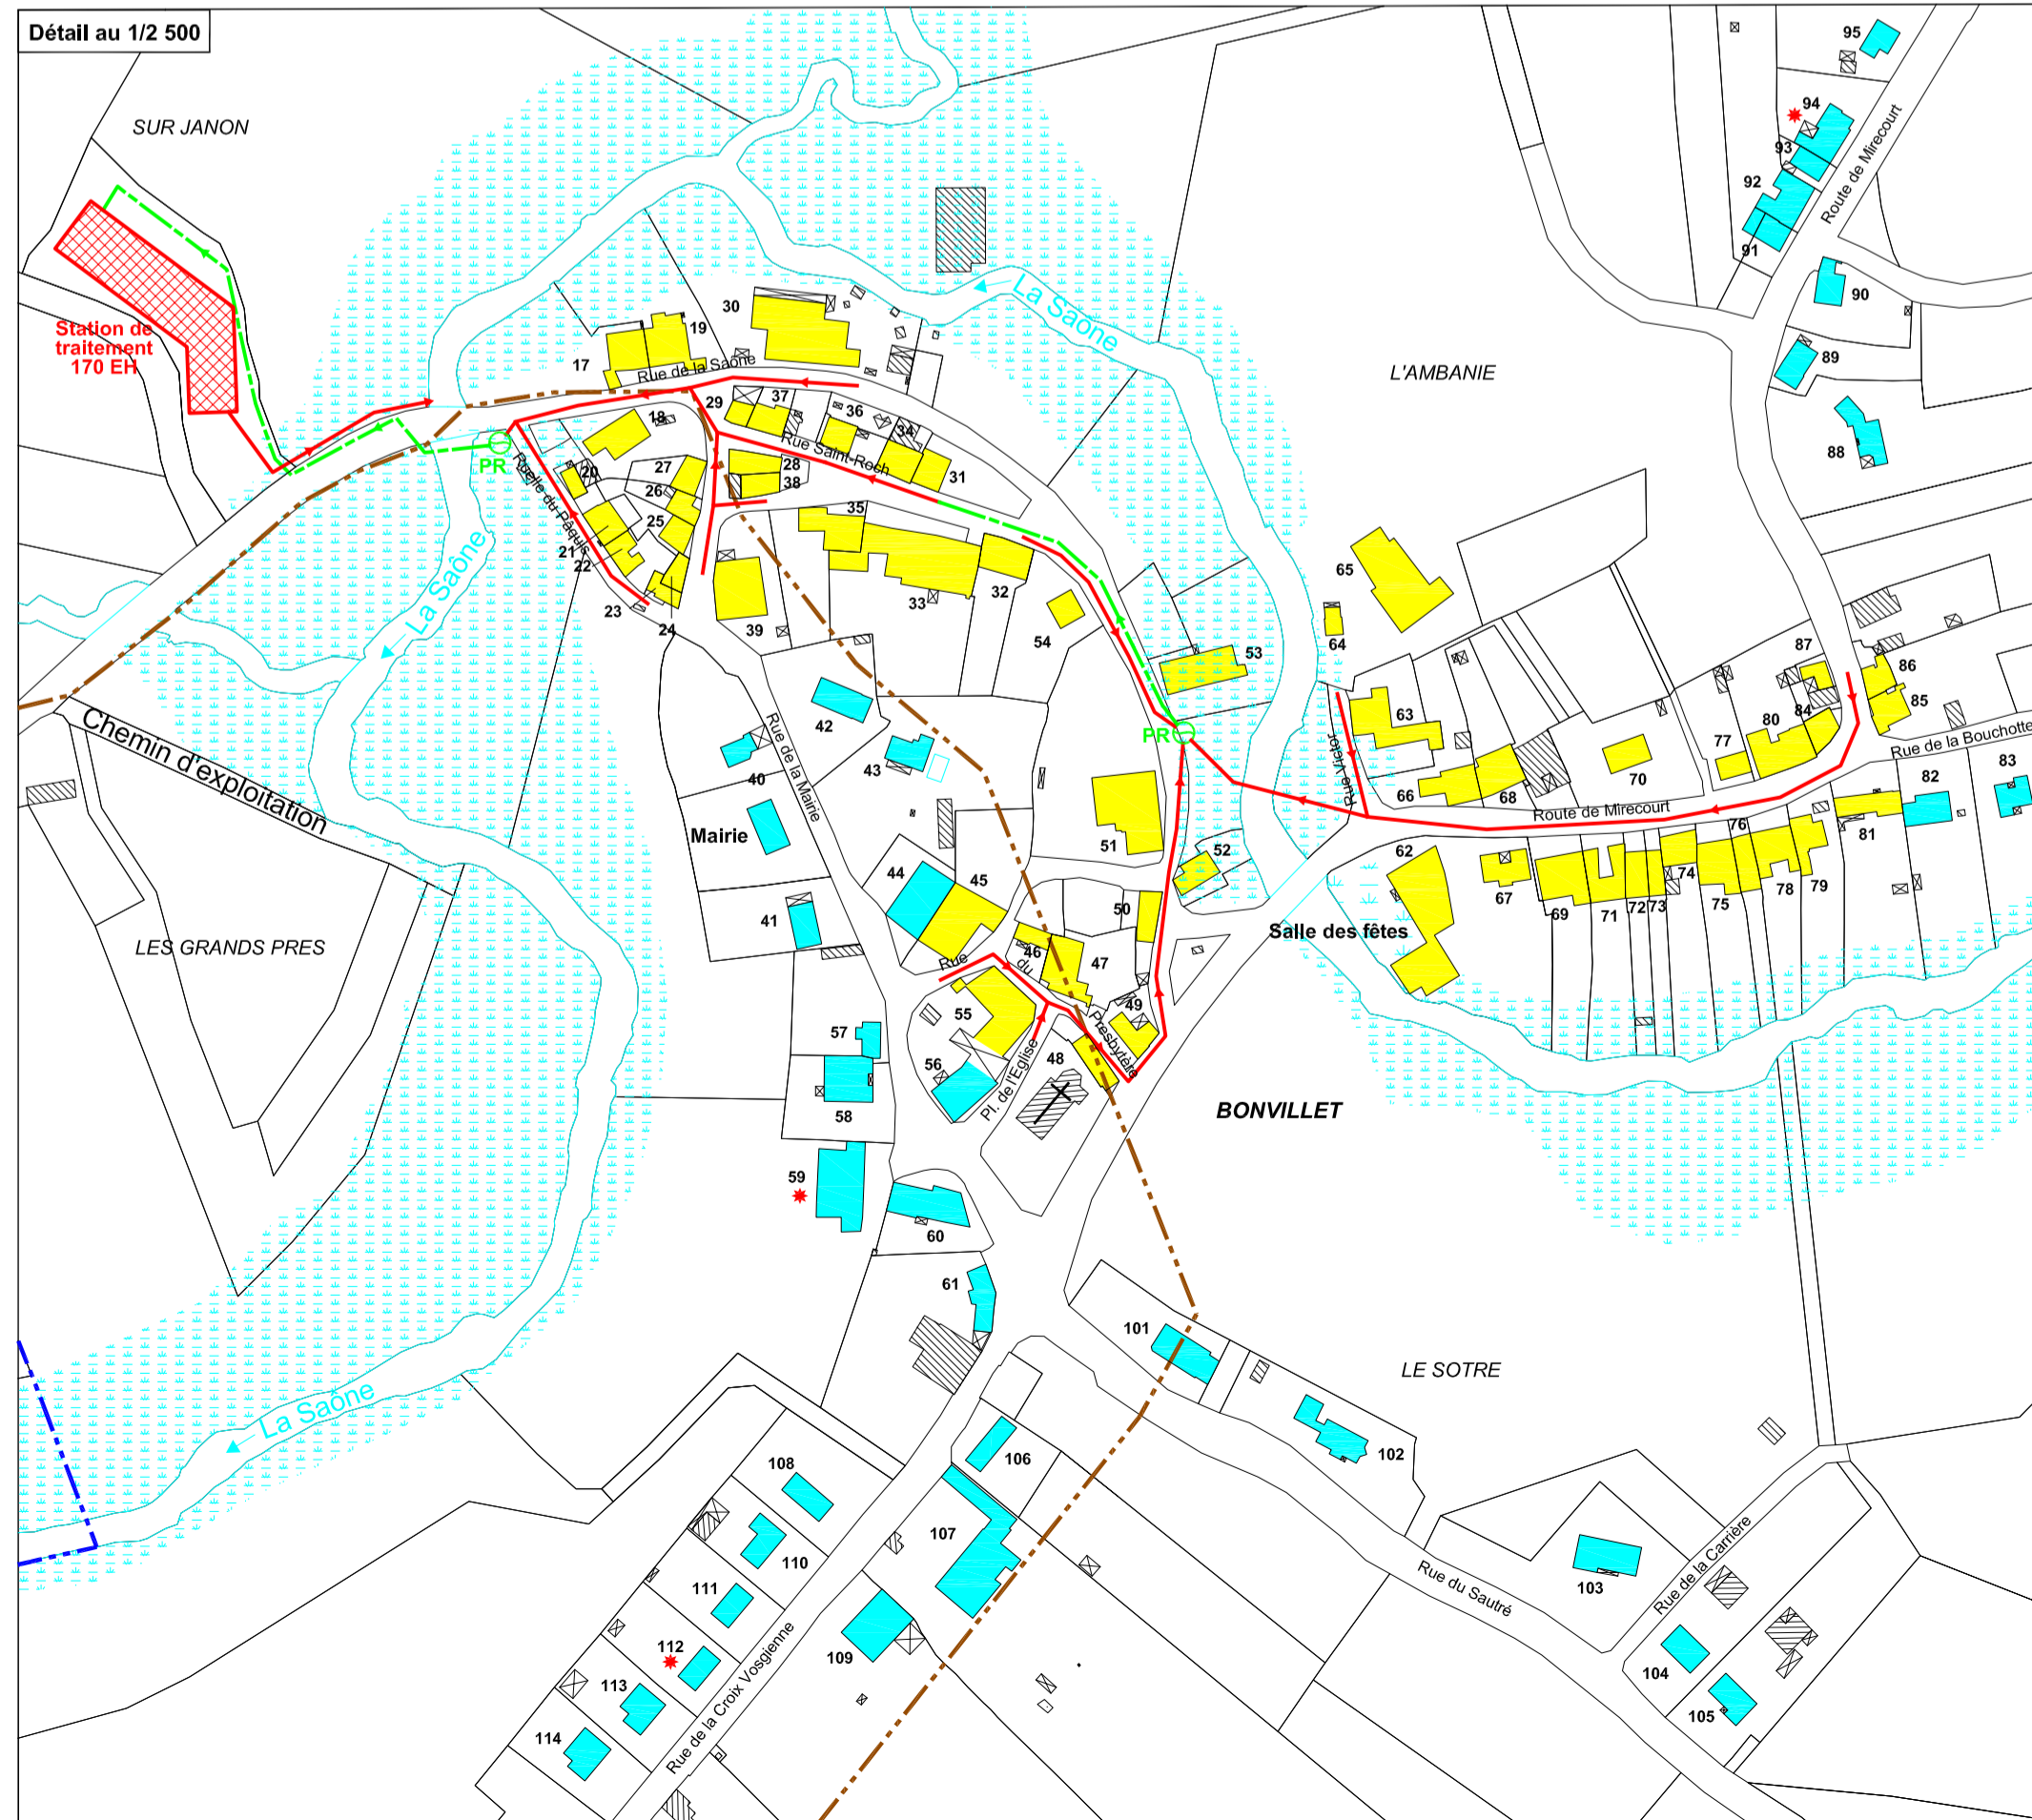 Détail au 1/2 500
SUR JANON
Station de
traitement
170 EH
95
94
93
92
91
Route de Mirecourt
90
89
88
L'AMBANIE
La Saône
30
19
17
Rue de la Saône
29
37
36
34
18
Rue Saint-Roch
31
28
38
27
26
25
20
PR
Ruelle du Pâquis
21
22
23
24
35
33
32
39
54
53
65
64
La Saône
Chemin d'exploitation
42
43
40
Rue de la Mairie
Mairie
PR
51
52
63
Rue Victor
66
68
70
77
80
84
87
86
85
Rue de la Bouchotte
83
82
81
Route de Mirecourt
76
62
67
69
71
72
73
74
75
78
79
44
45
41
46
47
50
49
Salle des fêtes
LES GRANDS PRES
Rue
du
Presbytère
55
56
57
58
48
Pl. de l'Eglise
BONVILLET
59
60
61
101
102
LE SOTRE
La Saône
106
107
108
110
111
112
113
114
109
Rue de la Croix Vosgienne
Rue du Sautré
103
Rue de la Carrière
104
105